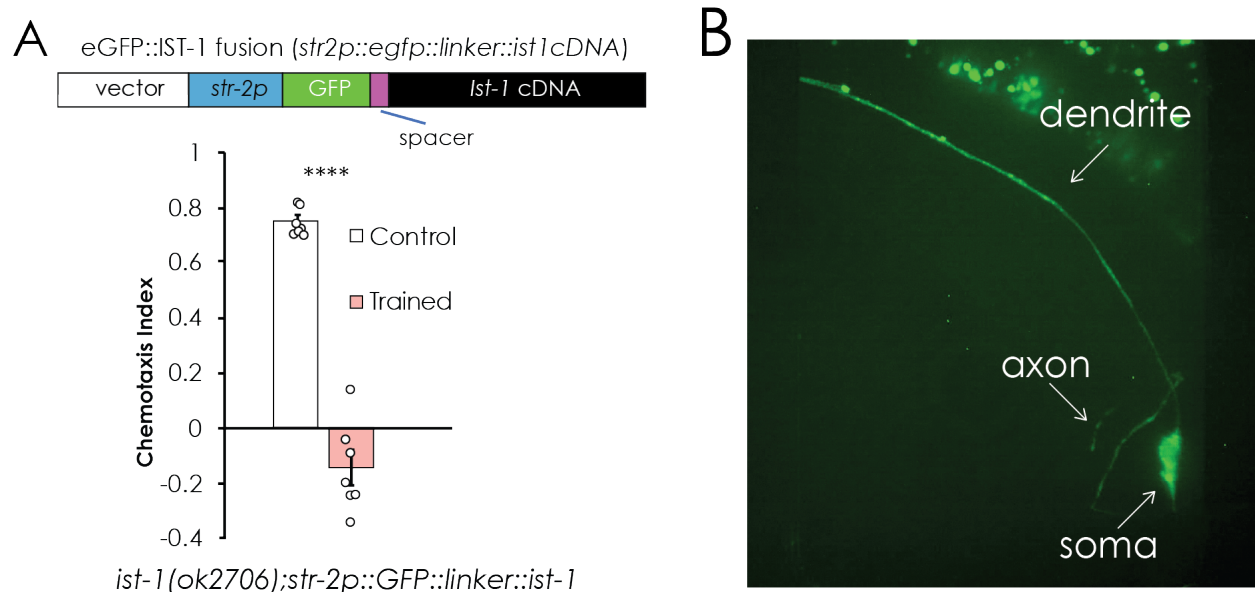 A
eGFP::IST-1 fusion (str2p::egfp::linker::ist1cDNA)
vector str-2p GFP Ist-1 cDNA
spacer
1
0.8
0.6
0.4
0.2
0
-0.2
-0.4
Chemotaxis Index
****
Control
Trained
ist-1(ok2706);str-2p::GFP::linker::ist-1
B
dendrite
axon
soma